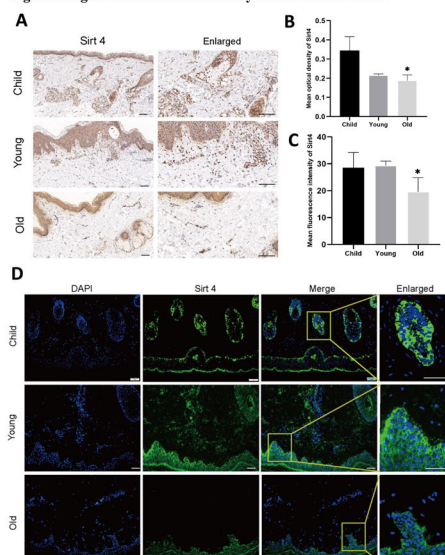 A
Sirt 4
Enlarged
Child
Young
Old
B
Mean optical density of Sirt4
0.5
0.4
0.3
0.2
0.1
0.0
*
Child Young Old
C
Mean fluorescence intensity of Sirt4
40
30
20
10
0
*
Child Young Old
D
DAPI
Sirt 4
Merge
Enlarged
Child
Young
Old